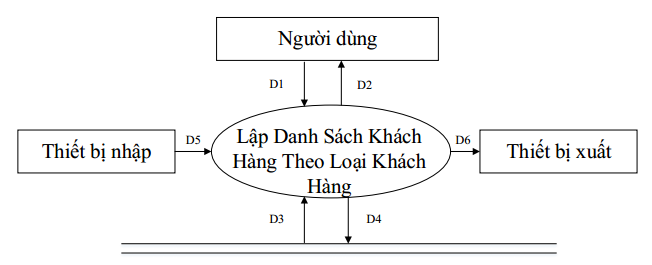 Người dùng
D1
D2
Thiết bị nhập
D5
Lập Danh Sách Khách
Hàng Theo Loại Khách
Hàng
D6
Thiết bị xuất
D3
D4